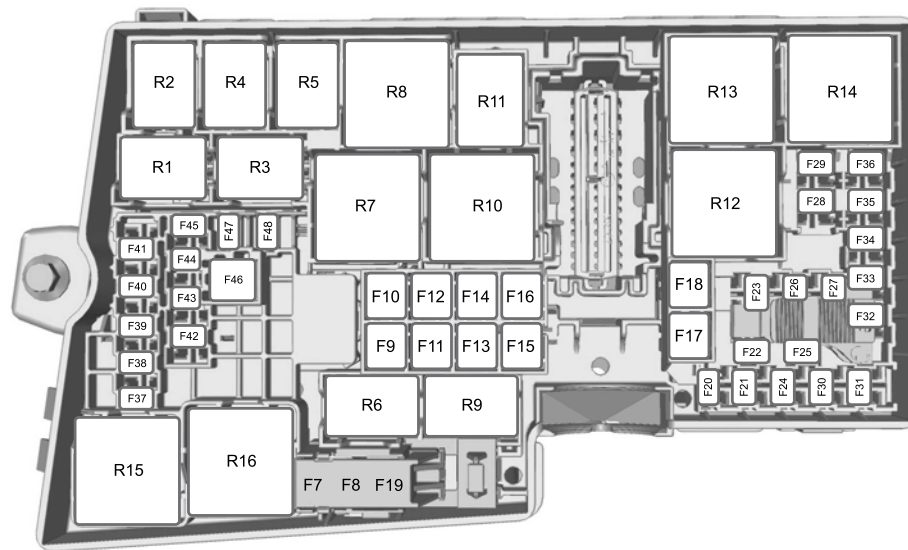 R2 R4 R5 R8 R11 R13 R14
R1 R3 R7 R10 R12 F29 F36
F28 F35
F45 F47 F48
F41 F44 F34
F40 F46 F10 F12 F14 F16 F18 F23 F26 F27 F33
F43
F39 F42 F9 F11 F13 F15 F17 F32
F38 F22 F25
F37 R6 R9 F20 F21 F24 F30 F31
R15 R16 F7 F8 F19